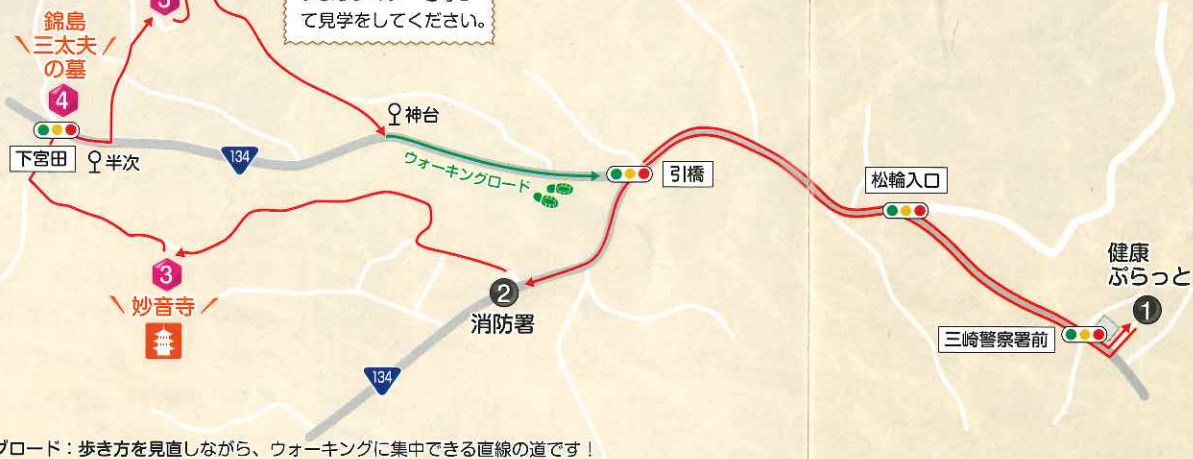 5
て見学をしてください。
錦島
三太夫
の墓
4
下宮田
半次
134
神台
ウォーキングロード
引橋
松輪入口
健康
ぷらっと
1
三崎警察署前
3
妙音寺
2
消防署
134
グロード：歩き方を見直しながら、ウォーキングに集中できる直線の道です！